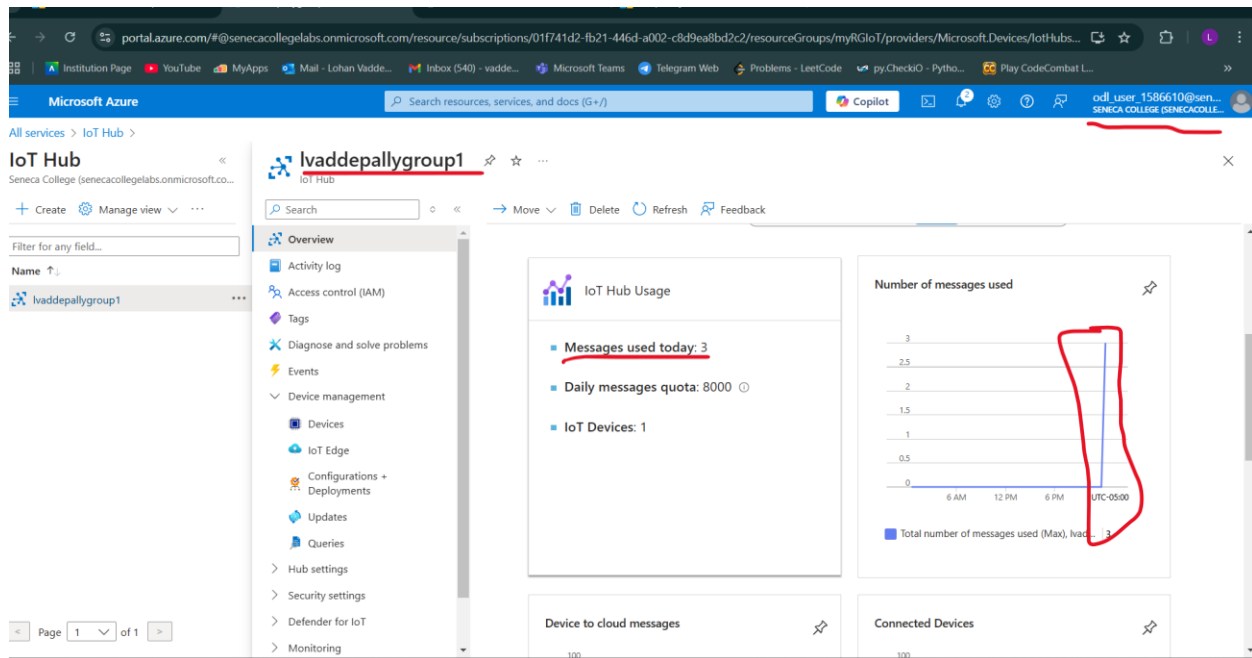 portal.azure.com/#@senecacollegelabs.onmicrosoft.com/resource/subscriptions/01f741d2-fb21-446d-a002-c8d9ea8bd2c2/resourceGroups/myRGIoT/providers/Microsoft.Devices/IotHubs...
L
Institution Page YouTube MyApps Mail - Lohan Vadde... Inbox (540) - vadde... Microsoft Teams Telegram Web Problems - LeetCode py.CheckiO - Pytho... Play CodeCombat L... »
Microsoft Azure Search resources, services, and docs (G+/) Copilot 2 odl_user_1586610@sen...
SENECA COLLEGE (SENECACOLLE...
All services > IoT Hub >
IoT Hub «
Seneca College (senecacollegelabs.onmicrosoft.co...
+ Create Manage view ...
Filter for any field...
Name ↑↓
lvaddepallygroup1 ...
Page 1 of 1
< >
lvaddepallygroup1 ...
IoT Hub
Search «
Overview
Activity log
Access control (IAM)
Tags
Diagnose and solve problems
Events
Device management
Devices
IoT Edge
Configurations +
Deployments
Updates
Queries
Hub settings
Security settings
Defender for IoT
Monitoring
Move Delete Refresh Feedback
IoT Hub Usage
Messages used today: 3
Daily messages quota: 8000
IoT Devices: 1
Number of messages used
3
2.5
2
1.5
1
0.5
0
6 AM 12 PM 6 PM UTC-05:00
Total number of messages used (Max), lvad... 3
Device to cloud messages
100
Connected Devices
100